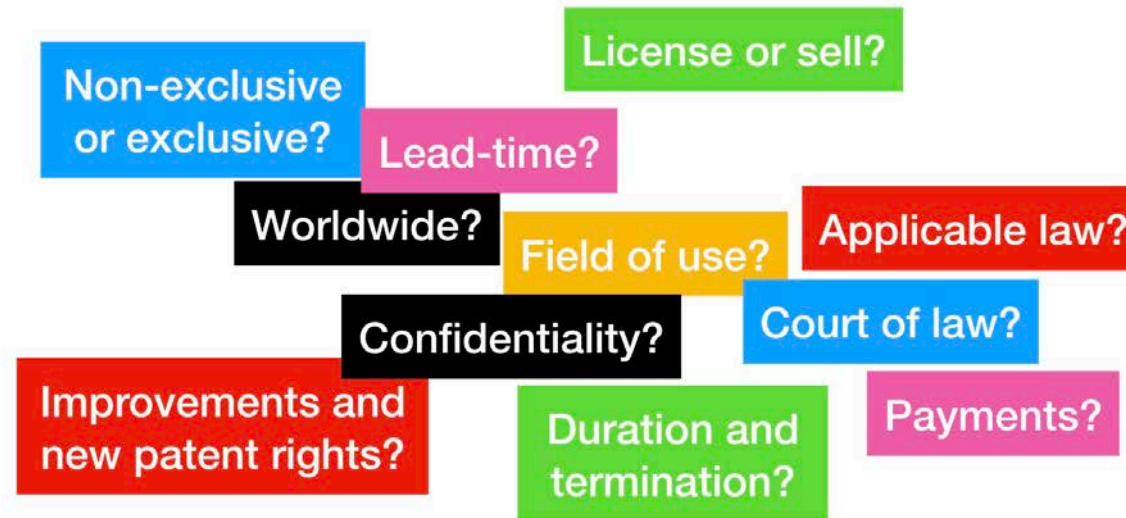 License or sell?
Non-exclusive
or exclusive?
Lead-time?
Worldwide?
Applicable law?
Field of use?
Court of law?
Confidentiality?
Improvements and
new patent rights?
Duration and
termination?
Payments?